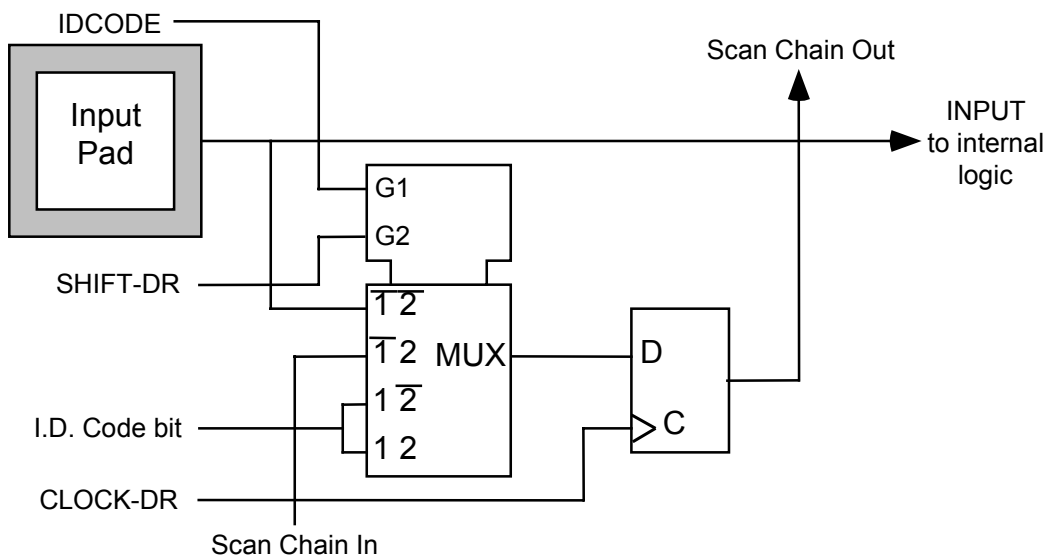 IDCODE
Input
Pad
Scan Chain Out
INPUT
to internal
logic
G1
G2
SHIFT-DR
1̅ 2̅
1̅ 2
MUX
1 2̅
1 2
I.D. Code bit
D
C
CLOCK-DR
Scan Chain In